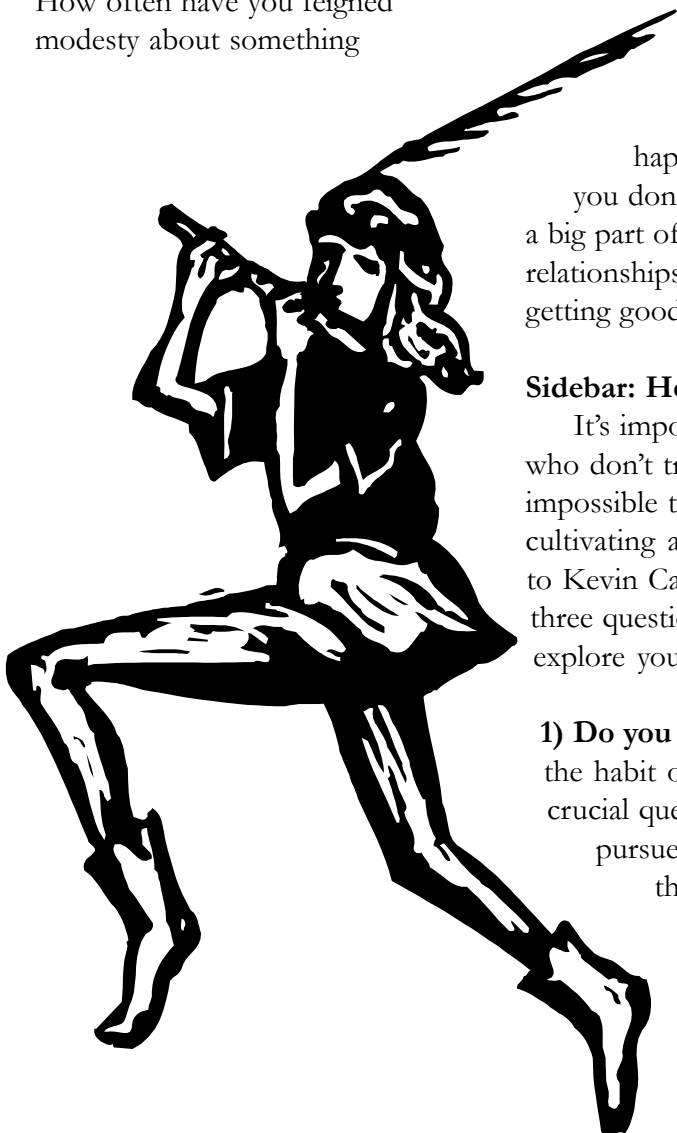 How often have you feigned
modesty about something
hap
you don
a big part of
relationships
getting good
Sidebar: Ho
It’s impo
who don’t tr
impossible t
cultivating a
to Kevin Ca
three questi
explore you
1) Do you
the habit o
crucial que
pursue
th